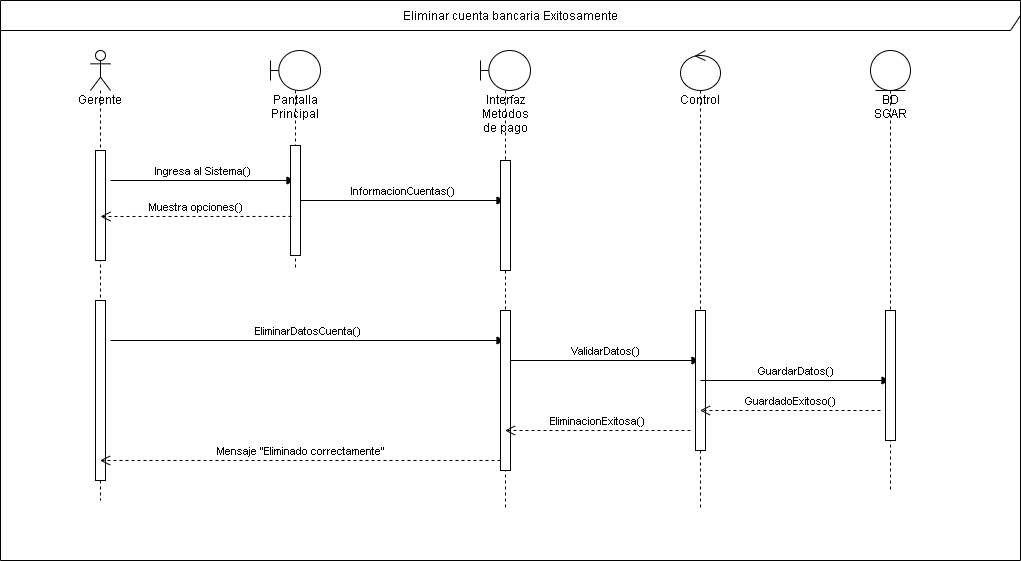 Eliminar cuenta bancaria Exitosamente
Gerente
Pantalla
Principal
Interfaz
Metodos
de pago
Control
BD
SGAR
Ingresa al Sistema()
InformacionCuentas()
Muestra opciones()
EliminarDatosCuenta()
ValidarDatos()
GuardarDatos()
GuardadoExitoso()
EliminacionExitosa()
Mensaje "Eliminado correctamente"